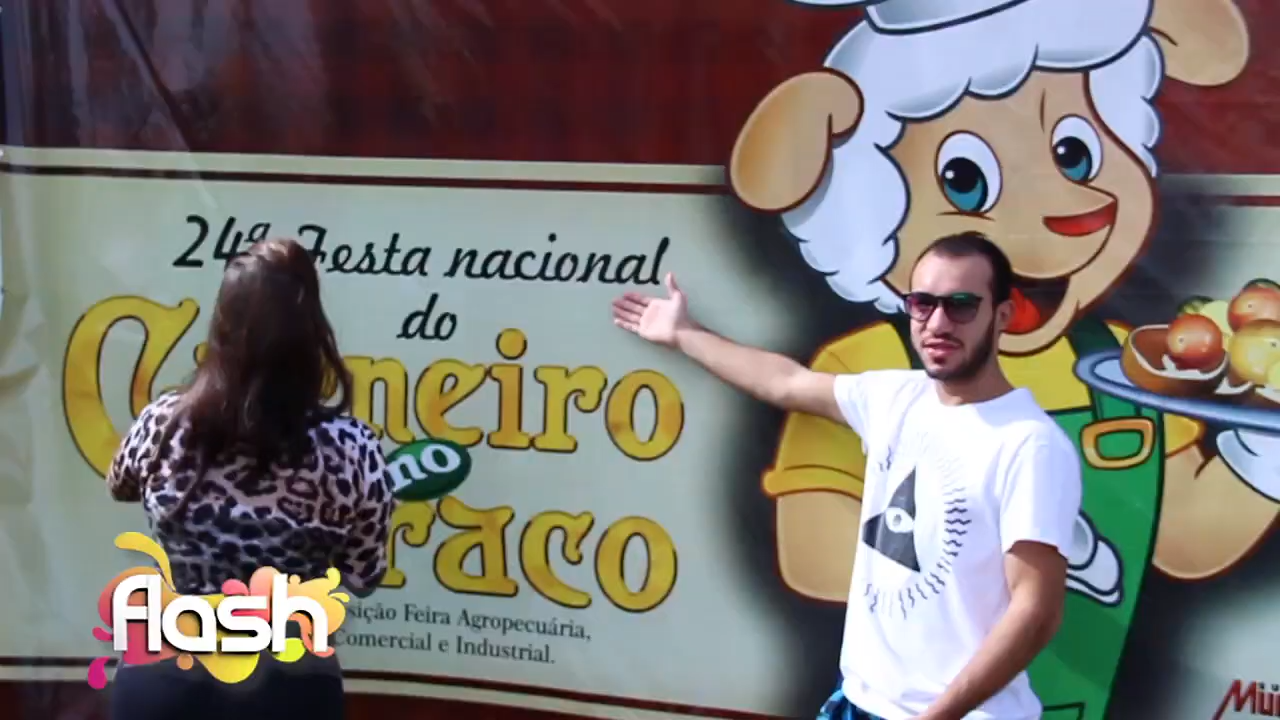 24ª Festa nacional
do
neiro
no
raco
sição Feira Agropecuária,
Comercial e Industrial.
flash